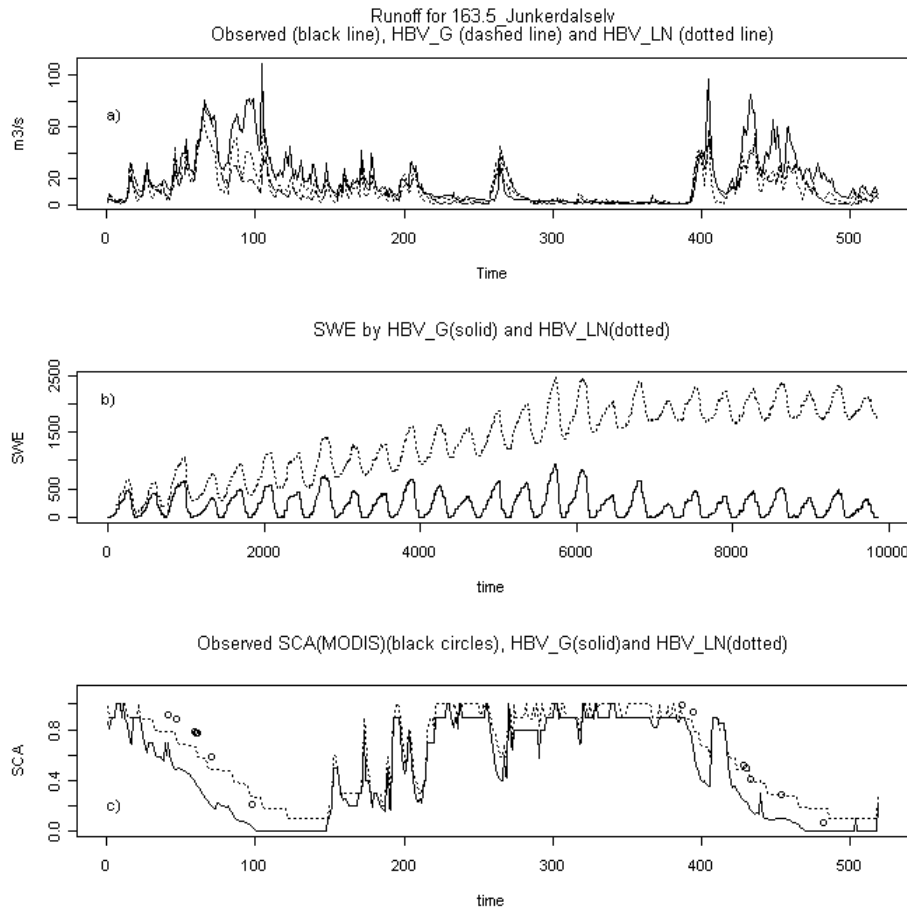 Runoff for 163.5_Junkerdalselv
Observed (black line), HBV_G (dashed line) and HBV_LN (dotted line)
a)
m3/s
0 20 60 100
0 100 200 300 400 500
Time
SWE by HBV_G(solid) and HBV_LN(dotted)
b)
SWE
0 500 1500 2500
0 2000 4000 6000 8000 10000
time
Observed SCA(MODIS)(black circles), HBV_G(solid)and HBV_LN(dotted)
c)
SCA
0.0 0.4 0.8
0 100 200 300 400 500
time